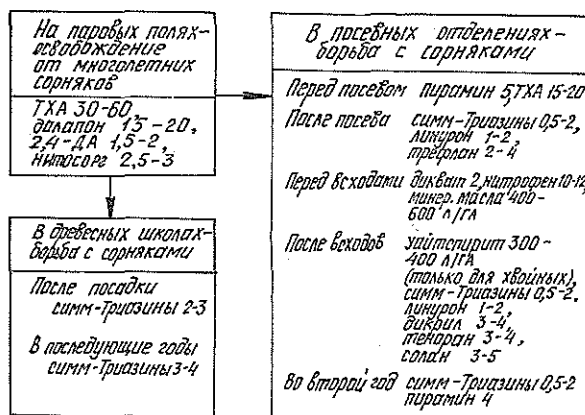 На паровых полях-
освобождение
от многолетних
сорняков
ТХА 30-60,
далапон 15-20,
2,4-ДА 1,5-2,
нитосорг 2,5-3
В древесных школах-
борьба с сорняками
После посадки
симм-Триазины 2-3
В последующие годы
симм-Триазины 3-4
В посевных отделениях-
борьба с сорняками
Перед посевом пирамин 5, ТХА 15-20
После посева симм-Триазины 0,5-2,
линурон 1-2,
трефлан 2-4
Перед всходами дикват 2, нитрофен 10-12,
минер. масла 400-
600 л/га
После всходов уайтспирит 300-
400 л/га
(только для хвойных),
симм-Триазины 0,5-2,
линурон 1-2,
дикрил 3-4,
теноран 3-4,
солан 3-5
Во второй год симм-Триазины 0,5-2
пирамин 4